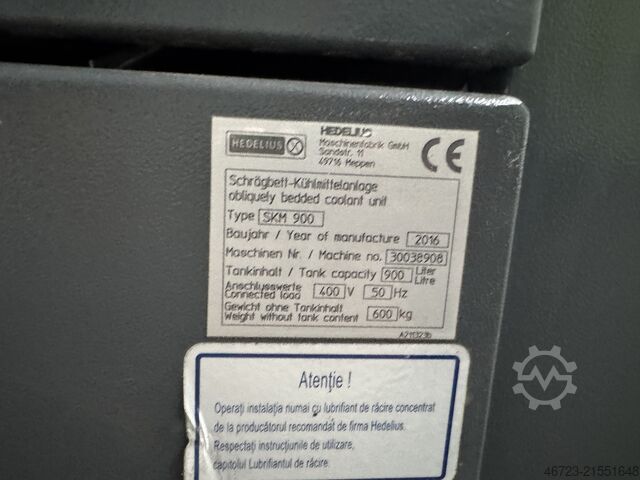 HEDELIUS
HEDELIUS
Maschinenfabrik GmbH
Sandstr. 11
49716 Meppen
CE
Schrägbett-Kühlmittelanlage
obliquely bedded coolant unit
Type SKM 900
Baujahr / Year of manufacture 2016
Maschinen Nr. / Machine no. 30038908
Tankinhalt / Tank capacity 900 Liter Litre
Anschlusswerte
Connected load 400 V 50 Hz
Gewicht ohne Tankinhalt
Weight without tank content 600 kg
Atenție !
Operați instalația numai cu lubrifiant de răcire concentrat
de la producătorul recomandat de firma Hedelius.
Respectați instrucțiunile de utilizare,
capitolul Lubrifiantul de răcire.
46723-21551648